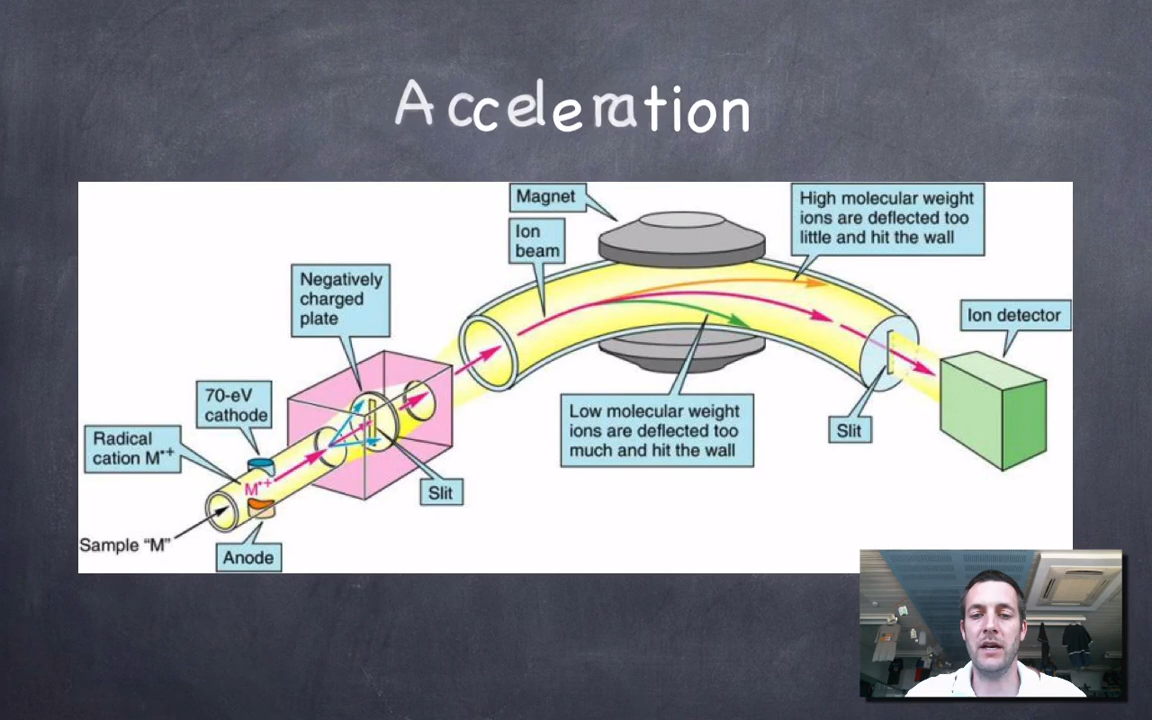 Acceleration
Magnet
Ion
beam
High molecular weight
ions are deflected too
little and hit the wall
Negatively
charged
plate
Ion detector
70-eV
cathode
Low molecular weight
ions are deflected too
much and hit the wall
Slit
Radical
cation M•+
M•+
Slit
Sample “M”
Anode